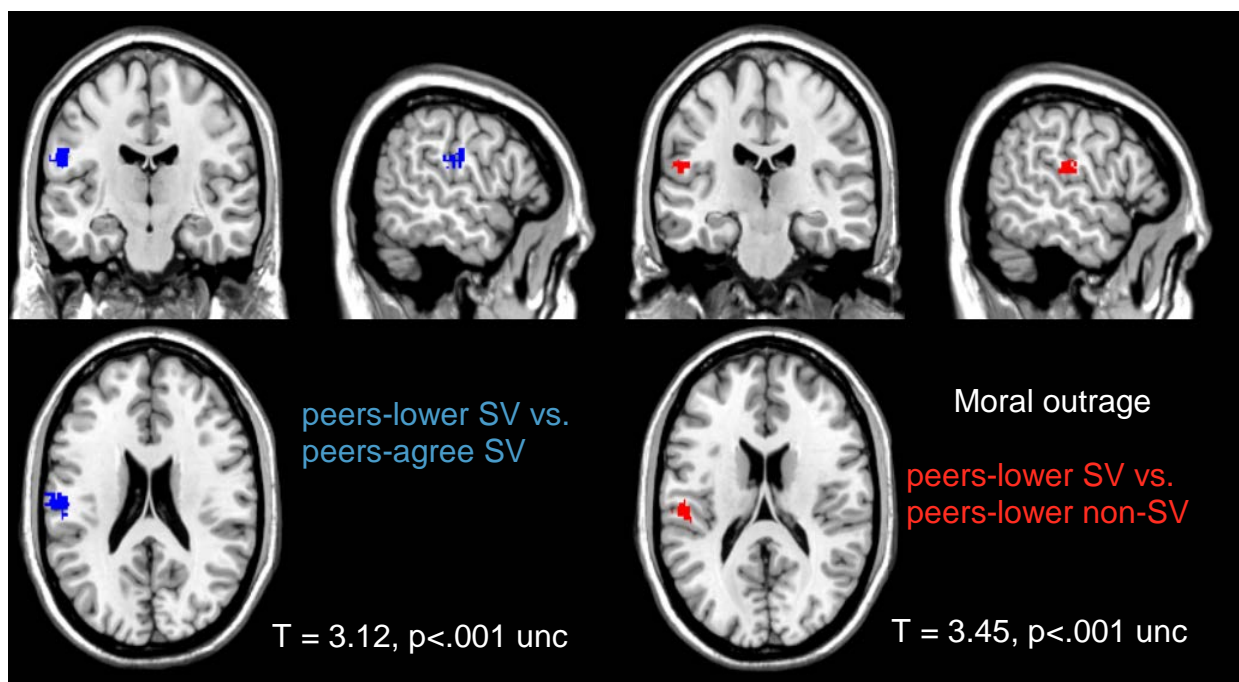 peers-lower SV vs.
peers-agree SV
T = 3.12, p<.001 unc
Moral outrage
peers-lower SV vs.
peers-lower non-SV
T = 3.45, p<.001 unc